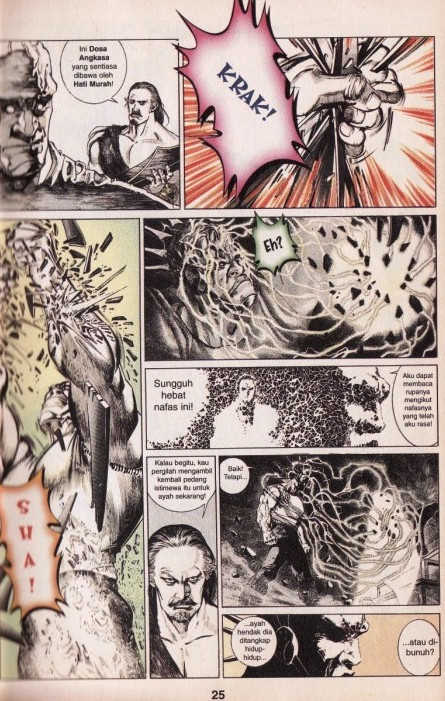 Ini Dosa
Angkasa
yang sentiasa
dibawa oleh
Hati Murah!
KRAK!
Eh?
Sungguh
hebat
nafas ini!
Aku dapat
membaca
rupanya
mengikut
nafasnya
yang telah
aku rasa!
SHA!
Kalau begitu, kau
pergilah mengambil
kembali pedang
istimewa itu untuk
ayah sekarang!
Baik!
Tetapi...
...ayah
hendak dia
ditangkap
hidup-
hidup...
...atau di-
bunuh?
25